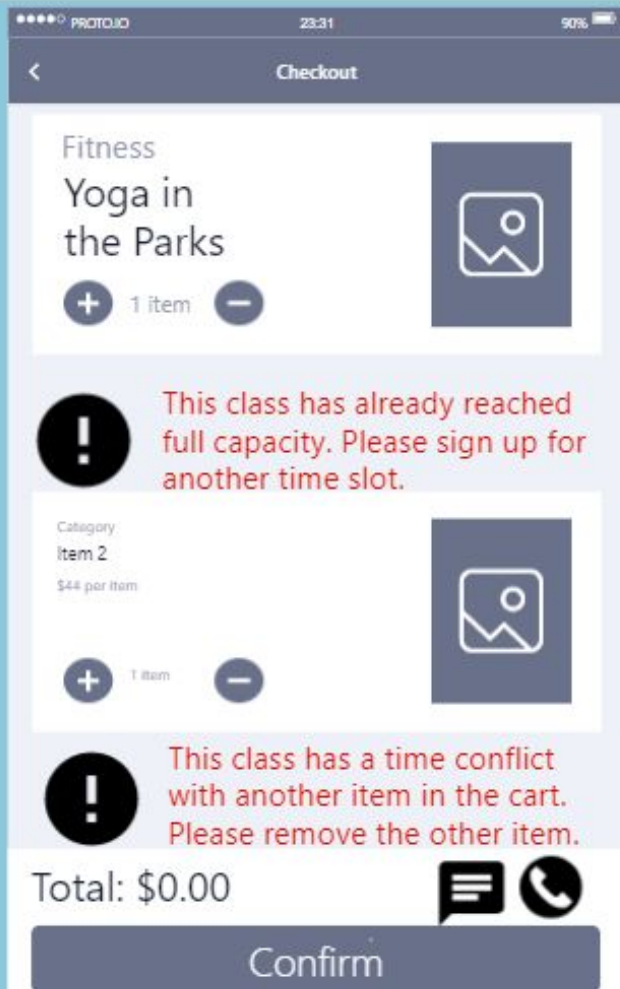 PROTO.IO 23:31 90%
Checkout
Fitness
Yoga in
the Parks
1 item
This class has already reached
full capacity. Please sign up for
another time slot.
Category
Item 2
$44 per item
1 item
This class has a time conflict
with another item in the cart.
Please remove the other item.
Total: $0.00
Confirm